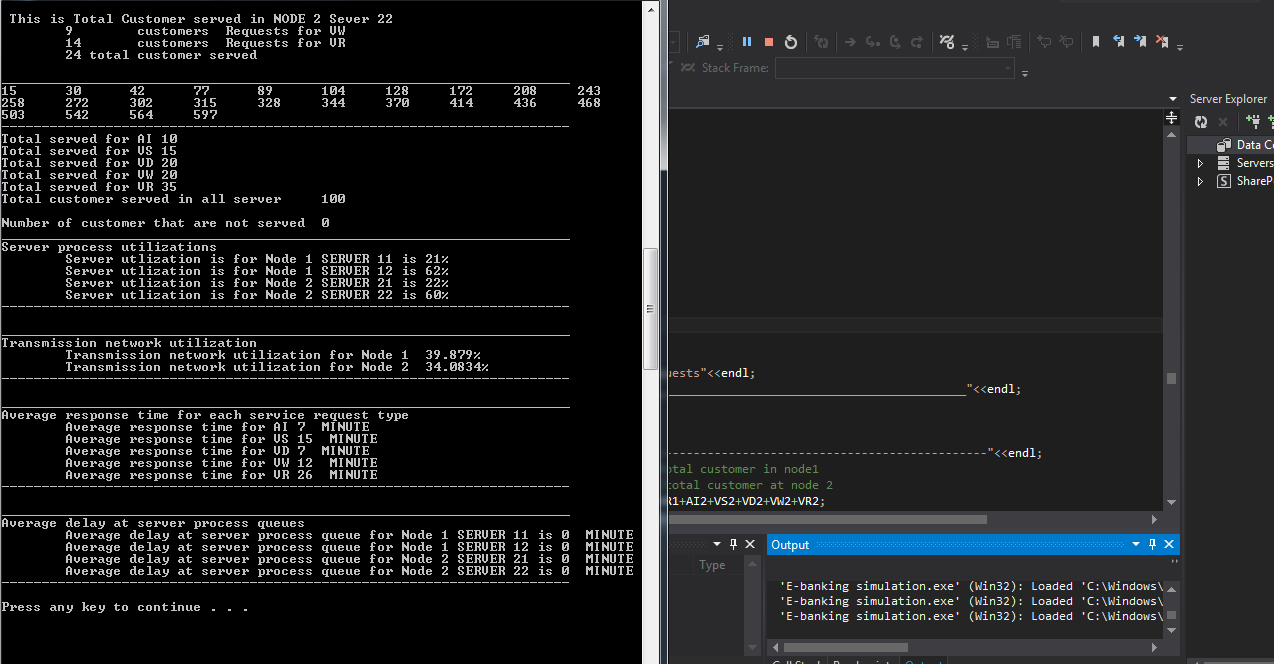 This is Total Customer served in NODE 2 Sever 22
9 customers Requests for VW
14 customers Requests for VR
24 total customer served
15 30 42 77 89 104 128 172 208 243
258 272 302 315 328 344 370 414 436 468
503 542 564 597
Total served for AI 10
Total served for VS 15
Total served for VD 20
Total served for VW 20
Total served for VR 35
Total customer served in all server 100
Number of customer that are not served 0
Server process utilizations
Server utlization is for Node 1 SERVER 11 is 21%
Server utlization is for Node 1 SERVER 12 is 62%
Server utlization is for Node 2 SERVER 21 is 22%
Server utlization is for Node 2 SERVER 22 is 60%
Transmission network utilization
Transmission network utilization for Node 1 39.879%
Transmission network utilization for Node 2 34.0834%
Average response time for each service request type
Average response time for AI 7 MINUTE
Average response time for VS 15 MINUTE
Average response time for VD 7 MINUTE
Average response time for VW 12 MINUTE
Average response time for VR 26 MINUTE
Average delay at server process queues
Average delay at server process queue for Node 1 SERVER 11 is 0 MINUTE
Average delay at server process queue for Node 1 SERVER 12 is 0 MINUTE
Average delay at server process queue for Node 2 SERVER 21 is 0 MINUTE
Average delay at server process queue for Node 2 SERVER 22 is 0 MINUTE
Press any key to continue . . .
Stack Frame:
Server Explorer
Data Co
Servers
ShareP
uests"<<endl;
"<<endl;
-----------------------------------------"<<endl;
otal customer in node1
total customer at node 2
R1+AI2+VS2+VD2+VW2+VR2;
Type
Output
'E-banking simulation.exe' (Win32): Loaded 'C:\Windows\
'E-banking simulation.exe' (Win32): Loaded 'C:\Windows\
'E-banking simulation.exe' (Win32): Loaded 'C:\Windows\